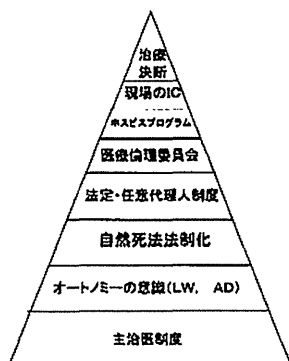 治療
決断
現場のIC
ホスピスプログラム
医療倫理委員会
法定・任意代理人制度
自然死法法制化
オートノミーの意識(LW, AD)
主治医制度